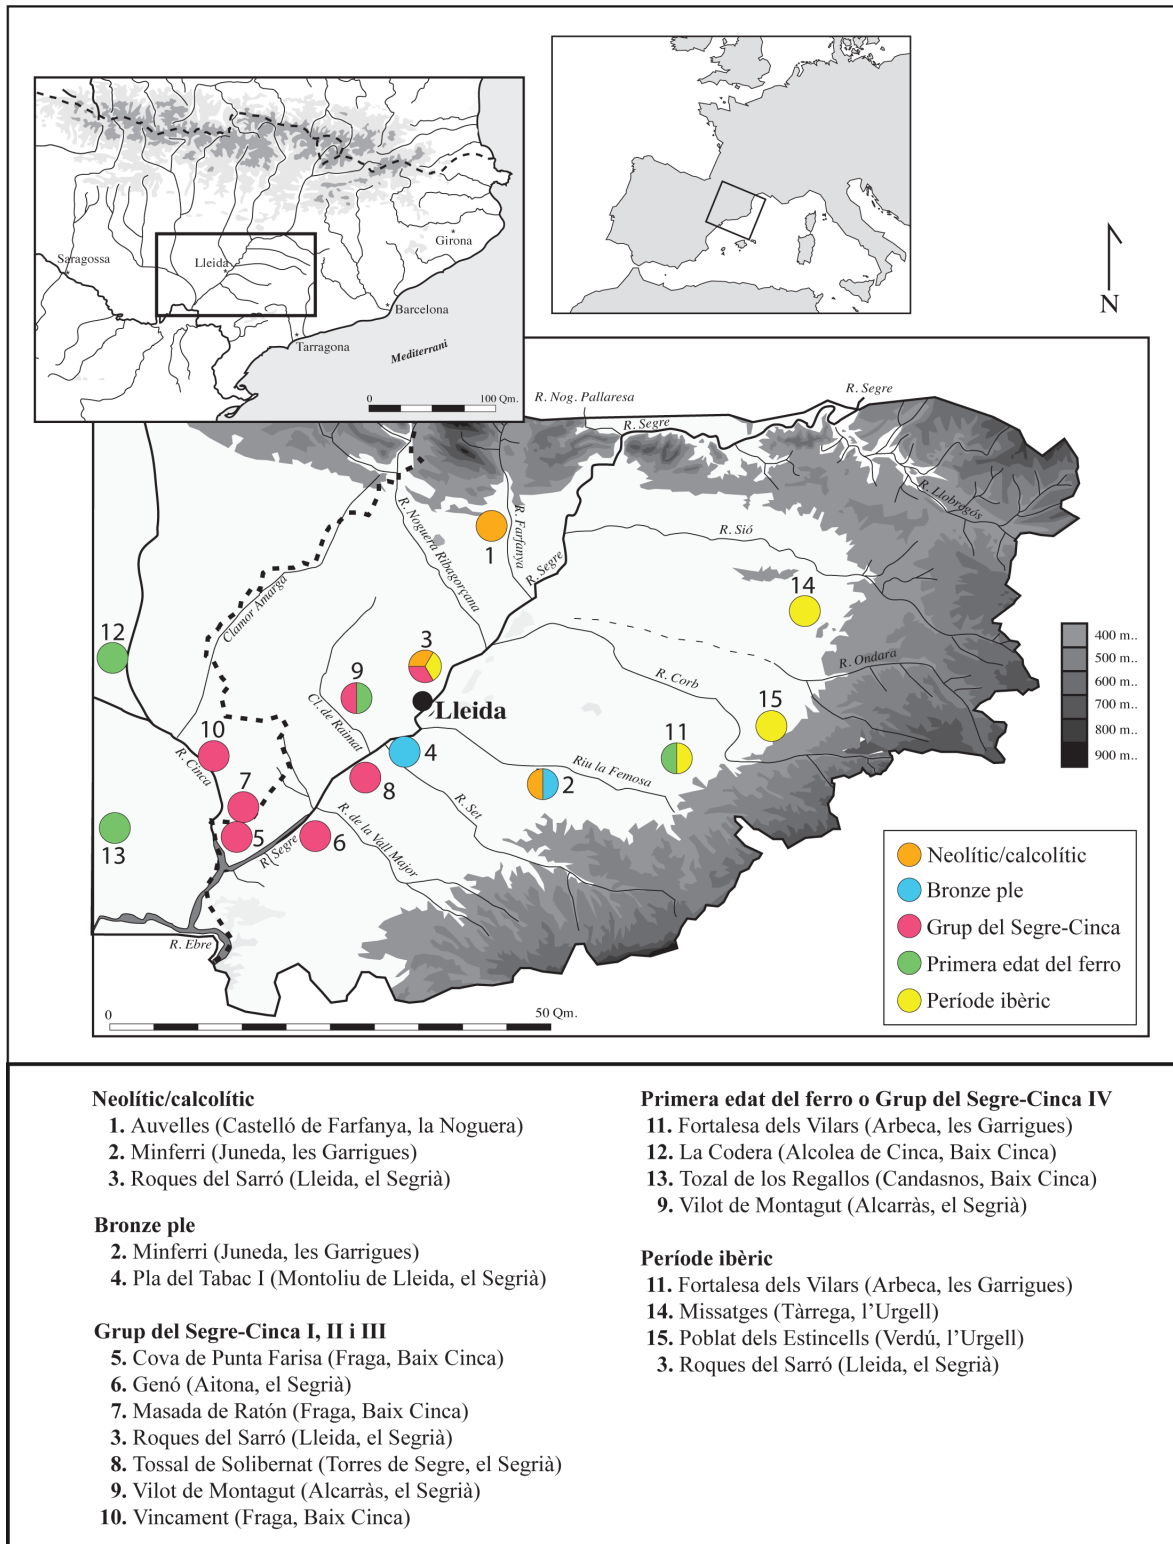 Saragossa
Lleida
Girona
Barcelona
Tarragona
Mediterrani
0 100 Qm.
N
R. Nog. Pallaresa
R. Segre
R. Segre
R. Llobregós
R. Noguera Ribagorçana
R. Farfanya
R. Segre
R. Sió
Clamor Amarga
1
14
12
3
9
R. Ondara
R. Corb
Lleida
Cl. de Raimat
15
10
4
11
R. Cinca
7
8
2
Riu la Femosa
R. Set
5
6
R. Segre
R. de la Vall Major
13
R. Ebre
0 50 Qm.
400 m..
500 m..
600 m..
700 m..
800 m..
900 m..
Neolític/calcolític
Bronze ple
Grup del Segre-Cinca
Primera edat del ferro
Període ibèric
Neolític/calcolític
1. Auvelles (Castelló de Farfanya, la Noguera)
2. Minferri (Juneda, les Garrigues)
3. Roques del Sarró (Lleida, el Segrià)
Bronze ple
2. Minferri (Juneda, les Garrigues)
4. Pla del Tabac I (Montoliu de Lleida, el Segrià)
Grup del Segre-Cinca I, II i III
5. Cova de Punta Farisa (Fraga, Baix Cinca)
6. Genó (Aitona, el Segrià)
7. Masada de Ratón (Fraga, Baix Cinca)
3. Roques del Sarró (Lleida, el Segrià)
8. Tossal de Solibernat (Torres de Segre, el Segrià)
9. Vilot de Montagut (Alcarràs, el Segrià)
10. Vincament (Fraga, Baix Cinca)
Primera edat del ferro o Grup del Segre-Cinca IV
11. Fortalesa dels Vilars (Arbeca, les Garrigues)
12. La Codera (Alcolea de Cinca, Baix Cinca)
13. Tozal de los Regallos (Candasnos, Baix Cinca)
9. Vilot de Montagut (Alcarràs, el Segrià)
Període ibèric
11. Fortalesa dels Vilars (Arbeca, les Garrigues)
14. Missatges (Tàrrega, l’Urgell)
15. Poblat dels Estincells (Verdú, l’Urgell)
3. Roques del Sarró (Lleida, el Segrià)